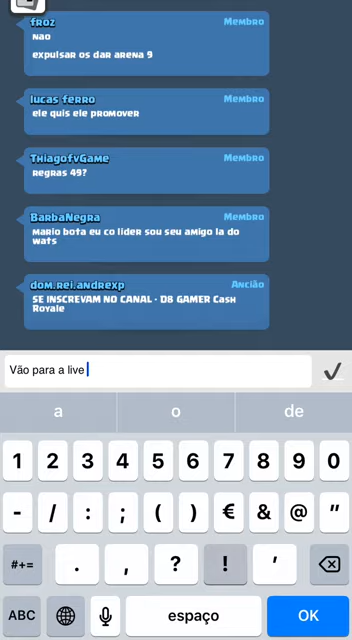 froz
Membro
nao
expulsar os dar arena 9
lucas ferro
Membro
ele quis ele promover
ThiagofvGame
Membro
regras 49?
BarbaNegra
Membro
mario bota eu co lider sou seu amigo la do
wats
dom.rei.andrexp
Ancião
SE INSCREVAM NO CANAL · D8 GAMER Cash
Royale
Vão para a live
a o de
1 2 3 4 5 6 7 8 9 0
- / : ; ( ) € & @ "
#+= . , ? ! '
ABC espaço OK